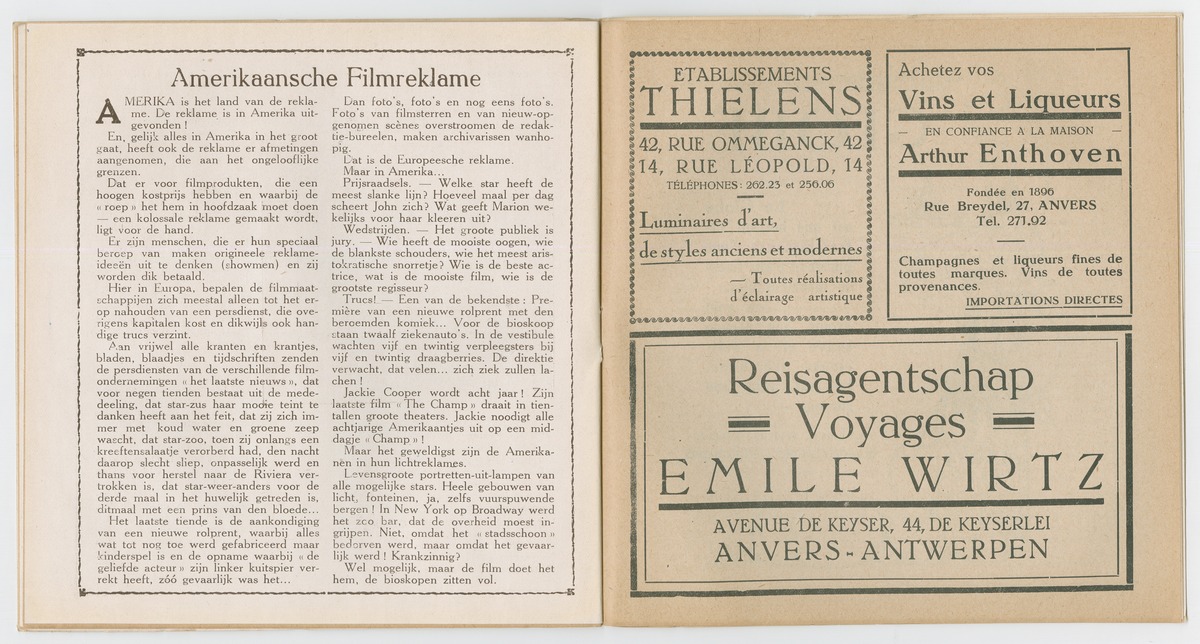 Amerikaansche Filmreklame
AMERIKA is het land van de rekla-
me. De reklame is in Amerika uit-
gevonden !
En, gelijk alles in Amerika in het groot
gaat, heeft ook de reklame er afmetingen
aangenomen, die aan het ongelooflijke
grenzen.
Dat er voor filmprodukten, die een
hoogen kostprijs hebben en waarbij de
« roep » het hem in hoofdzaak moet doen
— een kolossale reklame gemaakt wordt,
ligt voor de hand.
Er zijn menschen, die er hun speciaal
beroep van maken origineele reklame-
ideeën uit te denken (showmen) en zij
worden dik betaald.
Hier in Europa, bepalen de filmmaat-
schappijen zich meestal alleen tot het er-
op nahouden van een persdienst, die ove-
rigens kapitalen kost en dikwijls ook han-
dige trucs verzint.
Aan vrijwel alle kranten en krantjes,
bladen, blaadjes en tijdschriften zenden
de persdiensten van de verschillende film-
ondernemingen « het laatste nieuws », dat
voor negen tienden bestaat uit de mede-
deeling, dat star-zus haar mooie teint te
danken heeft aan het feit, dat zij zich im-
mer met koud water en groene zeep
wascht, dat star-zoo, toen zij onlangs een
kreeftensalaatje verorberd had, den nacht
daarop slecht sliep, onpasselijk werd en
thans voor herstel naar de Riviera ver-
trokken is, dat star-weer-anders voor de
derde maal in het huwelijk getreden is,
ditmaal met een prins van den bloede...
Het laatste tiende is de aankondiging
van een nieuwe rolprent, waarbij alles
wat tot nog toe werd gefabriceerd maar
kinderspel is en de opname waarbij « de
geliefde acteur » zijn linker kuitspier ver-
rekt heeft, zóó gevaarlijk was het...
Dan foto's, foto's en nog eens foto's.
Foto's van filmsterren en van nieuw-op-
genomen scènes overstroomen de redak-
tie-bureelen, maken archivarissen wanho-
pig.
Dat is de Europeesche reklame.
Maar in Amerika...
Prijsraadsels. — Welke star heeft de
meest slanke lijn? Hoeveel maal per dag
scheert John zich? Wat geeft Marion we-
kelijks voor haar kleeren uit?
Wedstrijden. — Het groote publiek is
jury. — Wie heeft de mooiste oogen, wie
de blankste schouders, wie het meest aris-
tokratische snorretje? Wie is de beste ac-
trice, wat is de mooiste film, wie is de
grootste regisseur?
Trucs! — Een van de bekendste : Pre-
mière van een nieuwe rolprent met den
beroemden komiek... Voor de bioskoop
staan twaalf ziekenauto's. In de vestibule
wachten vijf en twintig verpleegsters bij
vijf en twintig draagberries. De direktie
verwacht, dat velen... zich ziek zullen la-
chen !
Jackie Cooper wordt acht jaar ! Zijn
laatste film « The Champ » draait in tien-
tallen groote theaters. Jackie noodigt alle
achtjarige Amerikaantjes uit op een mid-
dagje « Champ » !
Maar het geweldigst zijn de Amerika-
nen in hun lichtreklames.
Levensgroote portretten-uit-lampen van
alle mogelijke stars. Heele gebouwen van
licht, fonteinen, ja, zelfs vuurspuwende
bergen ! In New York op Broadway werd
het zoo bar, dat de overheid moest in-
grijpen. Niet, omdat het « stadsschoon »
bedorven werd, maar omdat het gevaar-
lijk werd ! Krankzinnig?
Wel mogelijk, maar de film doet het
hem, de bioskopen zitten vol.
ETABLISSEMENTS
THIELENS
42, RUE OMMEGANCK, 42
14, RUE LÉOPOLD, 14
TÉLÉPHONES : 262.23 et 256.06
Luminaires d'art,
de styles anciens et modernes
— Toutes réalisations
d'éclairage artistique
Achetez vos
Vins et Liqueurs
— EN CONFIANCE A LA MAISON —
Arthur Enthoven
Fondée en 1896
Rue Breydel, 27, ANVERS
Tel. 271,92
Champagnes et liqueurs fines de
toutes marques. Vins de toutes
provenances.
IMPORTATIONS DIRECTES
Reisagentschap
Voyages
EMILE WIRTZ
AVENUE DE KEYSER, 44, DE KEYSERLEI
ANVERS - ANTWERPEN